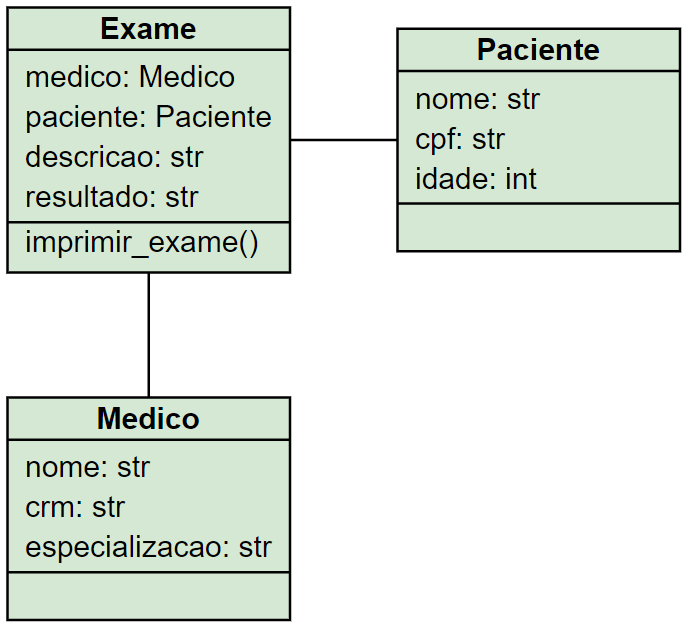 Exame
medico: Medico
paciente: Paciente
descricao: str
resultado: str
imprimir_exame()
Paciente
nome: str
cpf: str
idade: int
Medico
nome: str
crm: str
especializacao: str